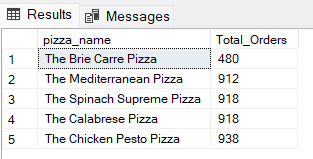 Results Messages
pizza_name Total_Orders
1 The Brie Carre Pizza 480
2 The Mediterranean Pizza 912
3 The Spinach Supreme Pizza 918
4 The Calabrese Pizza 918
5 The Chicken Pesto Pizza 938